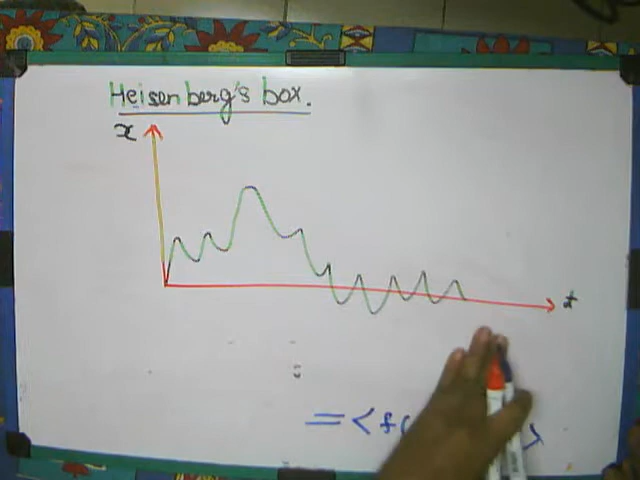 Heisenberg's box.
x
t
= < f( >